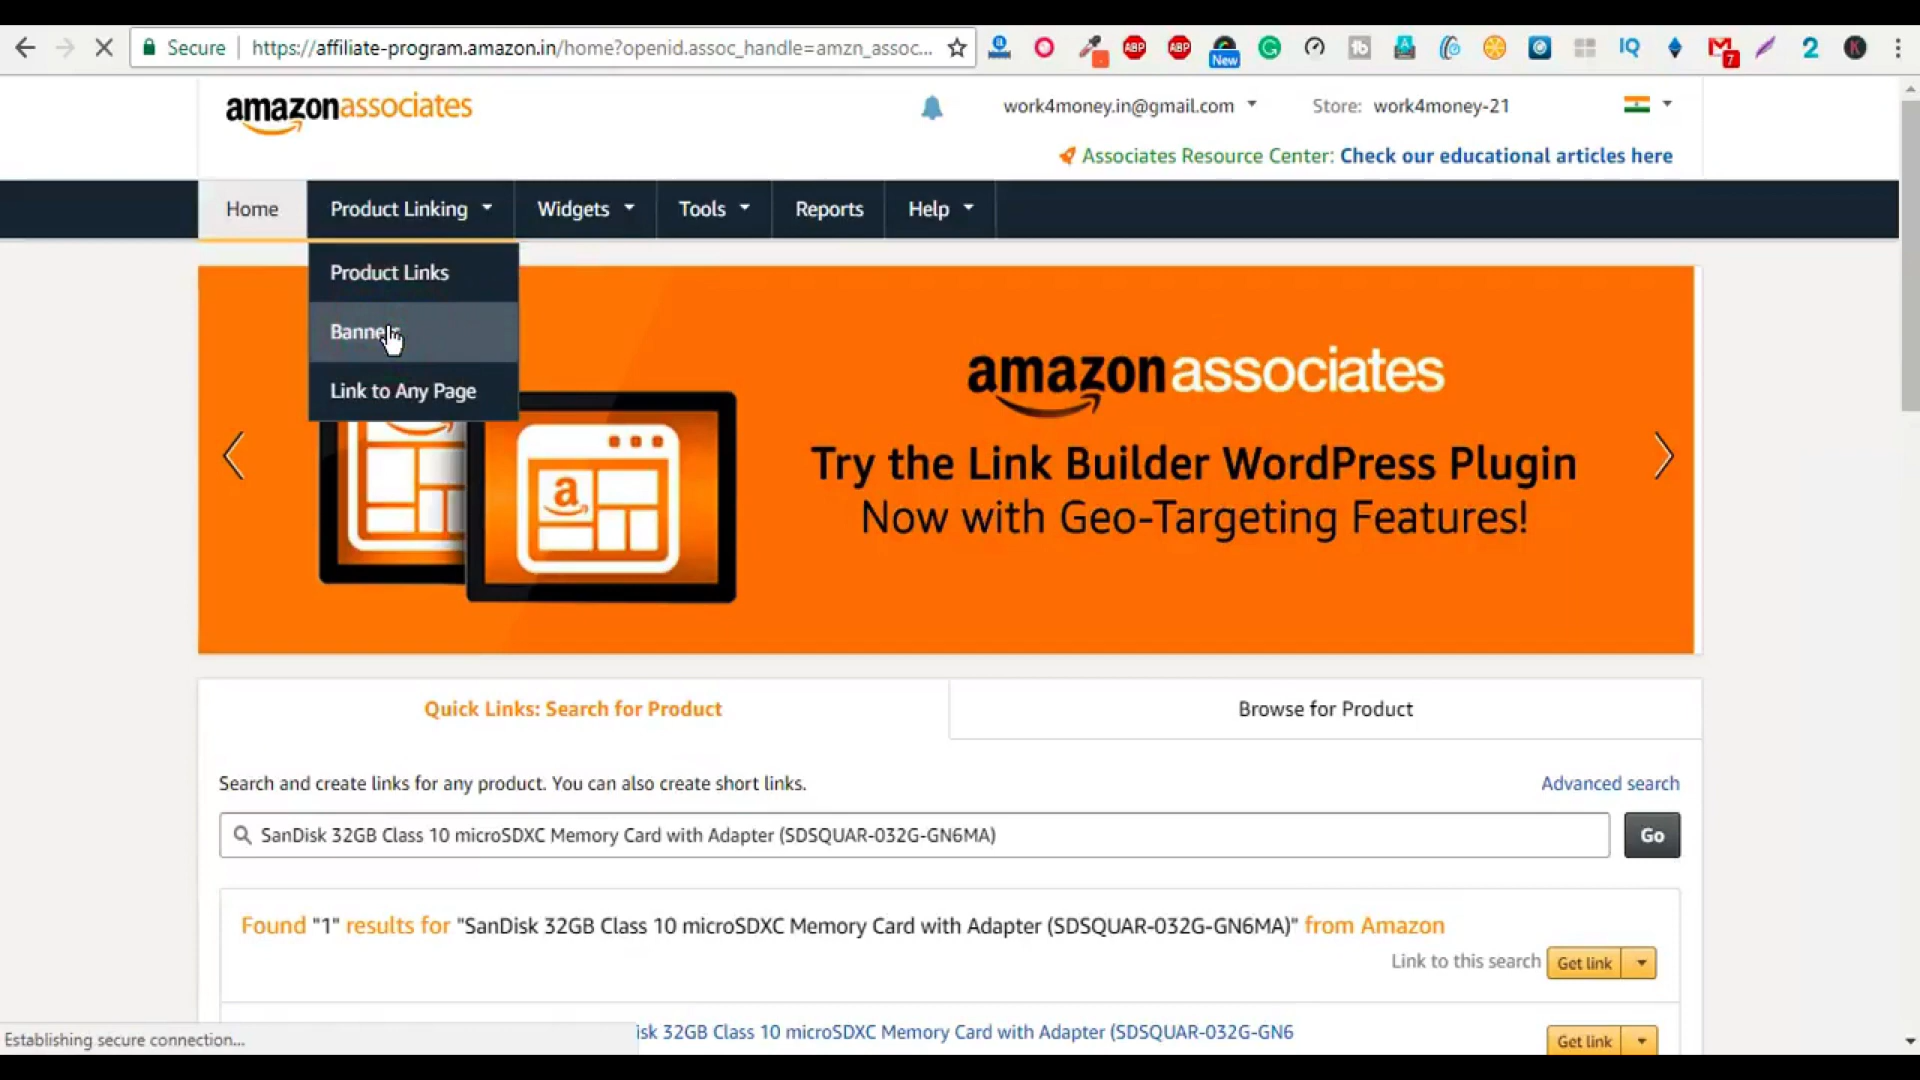 Secure https://affiliate-program.amazon.in/home?openid.assoc_handle=amzn_assoc...
ABP ABP New IQ 7 2 K
amazonassociates
work4money.in@gmail.com Store: work4money-21
Associates Resource Center: Check our educational articles here
Home Product Linking Widgets Tools Reports Help
Product Links
Banners
Link to Any Page
a
amazonassociates
Try the Link Builder WordPress Plugin
Now with Geo-Targeting Features!
Quick Links: Search for Product Browse for Product
Search and create links for any product. You can also create short links. Advanced search
SanDisk 32GB Class 10 microSDXC Memory Card with Adapter (SDSQUAR-032G-GN6MA) Go
Found "1" results for "SanDisk 32GB Class 10 microSDXC Memory Card with Adapter (SDSQUAR-032G-GN6MA)" from Amazon
Link to this search Get link
isk 32GB Class 10 microSDXC Memory Card with Adapter (SDSQUAR-032G-GN6 Get link
Establishing secure connection...